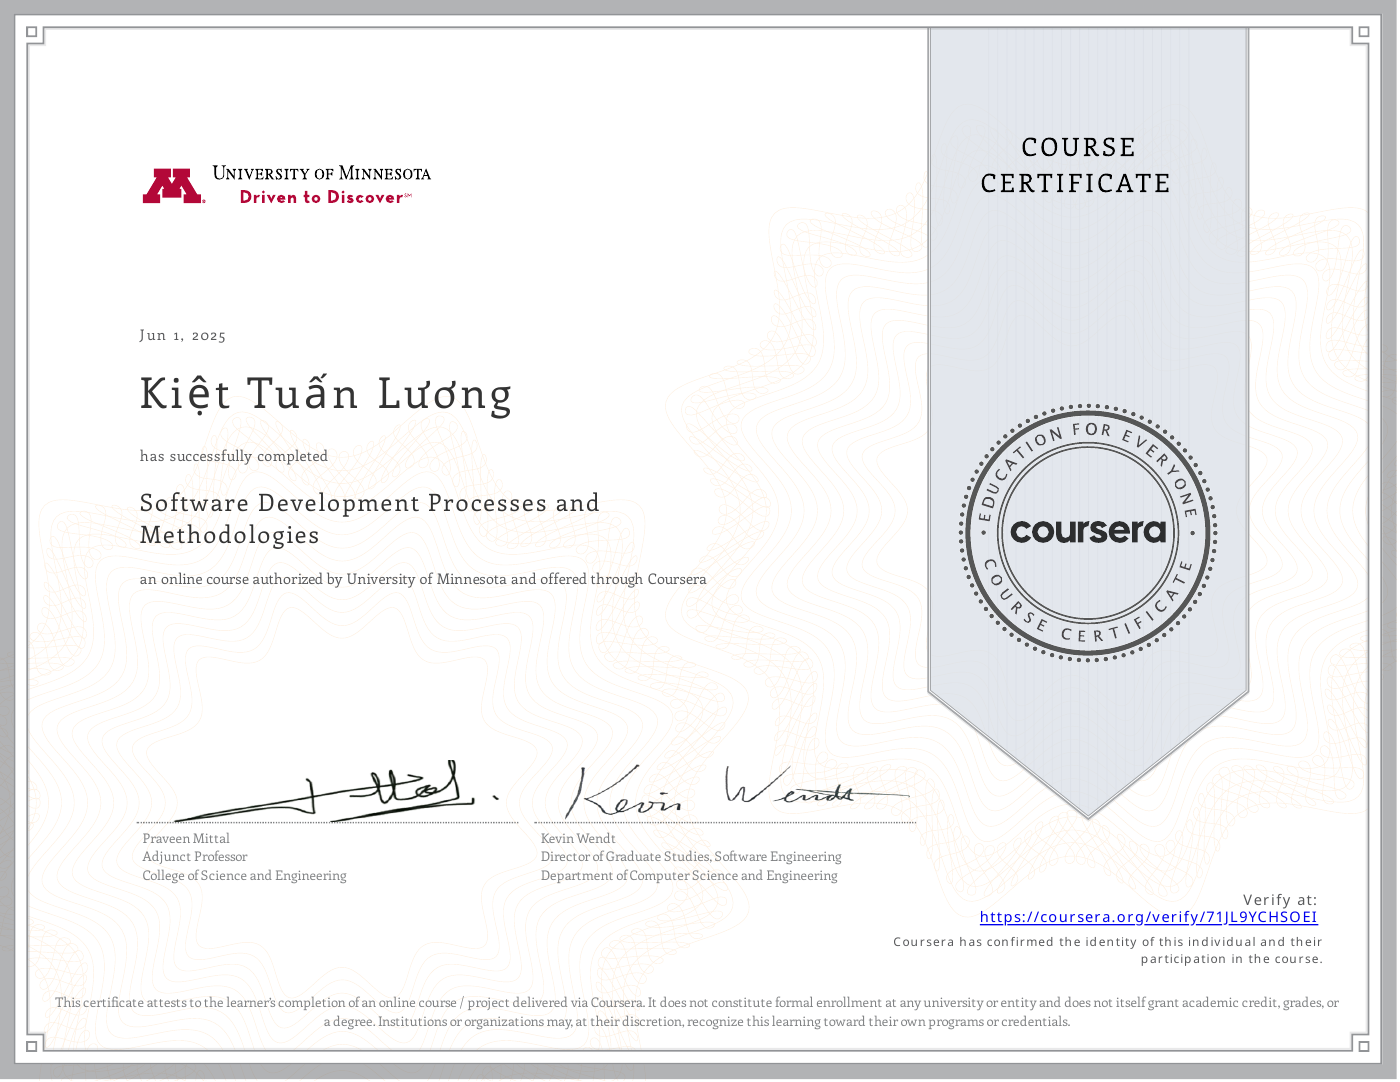 UNIVERSITY OF MINNESOTA
Driven to Discover℠
COURSE
CERTIFICATE
Jun 1, 2025
Kiệt Tuấn Lương
has successfully completed
Software Development Processes and
Methodologies
an online course authorized by University of Minnesota and offered through Coursera
EDUCATION FOR EVERYONE
coursera
COURSE CERTIFICATE
Kevin Wendt
Praveen Mittal
Adjunct Professor
College of Science and Engineering
Kevin Wendt
Director of Graduate Studies, Software Engineering
Department of Computer Science and Engineering
Verify at:
https://coursera.org/verify/71JL9YCHSOEI
Coursera has confirmed the identity of this individual and their
participation in the course.
This certificate attests to the learner's completion of an online course / project delivered via Coursera. It does not constitute formal enrollment at any university or entity and does not itself grant academic credit, grades, or
a degree. Institutions or organizations may, at their discretion, recognize this learning toward their own programs or credentials.